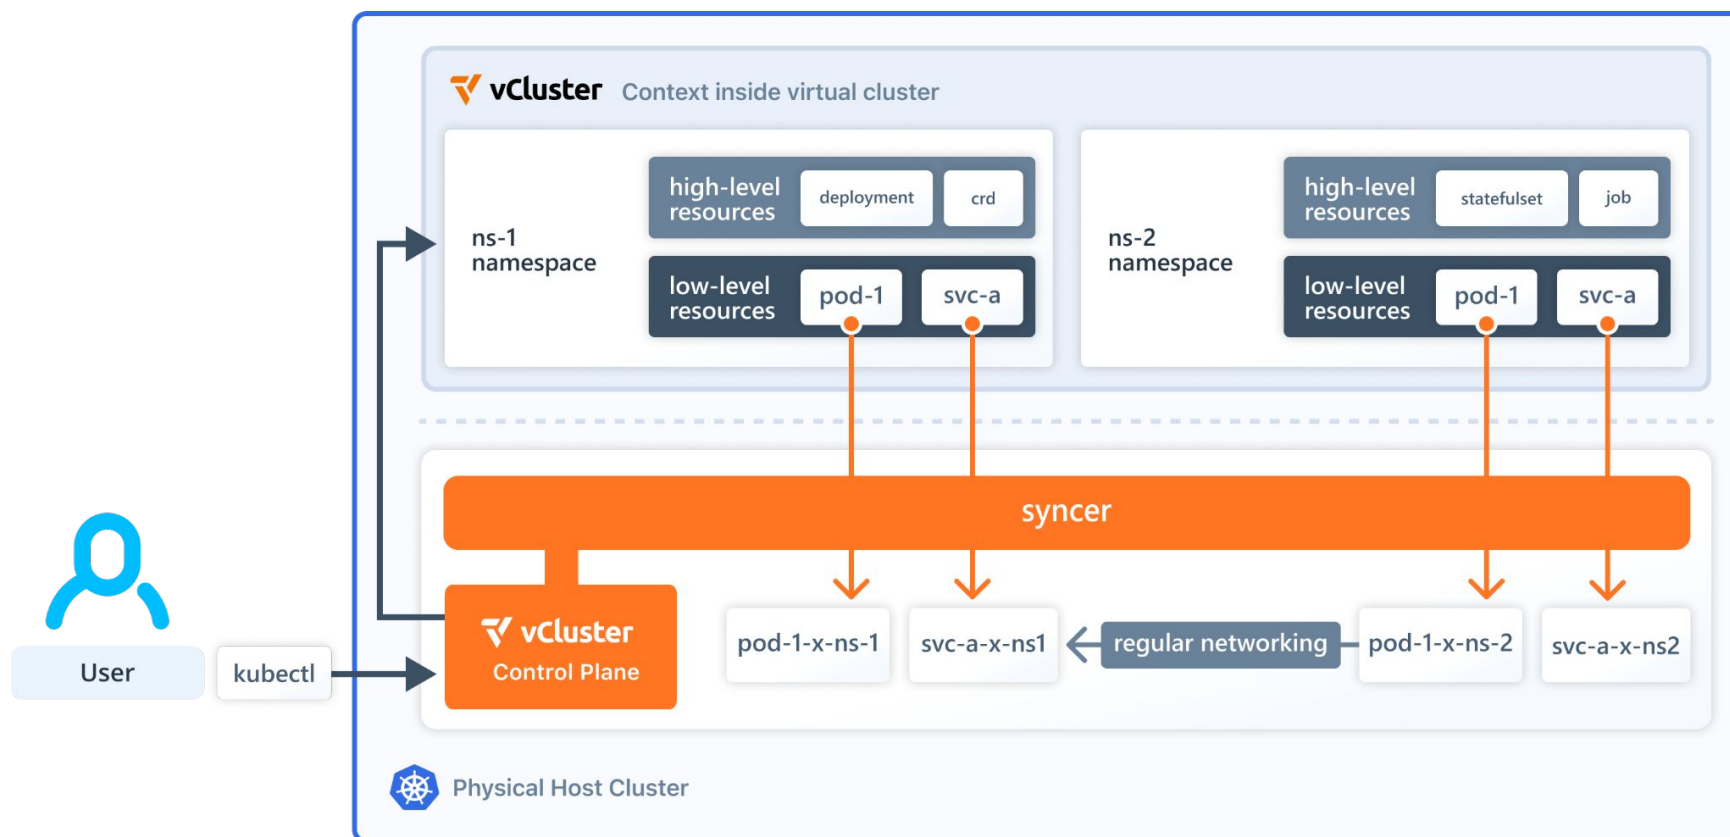 vCluster Context inside virtual cluster
ns-1
namespace
high-level
resources
deployment
crd
low-level
resources
pod-1
svc-a
ns-2
namespace
high-level
resources
statefulset
job
low-level
resources
pod-1
svc-a
syncer
User
kubectl
vCluster
Control Plane
pod-1-x-ns-1
svc-a-x-ns1
regular networking
pod-1-x-ns-2
svc-a-x-ns2
Physical Host Cluster